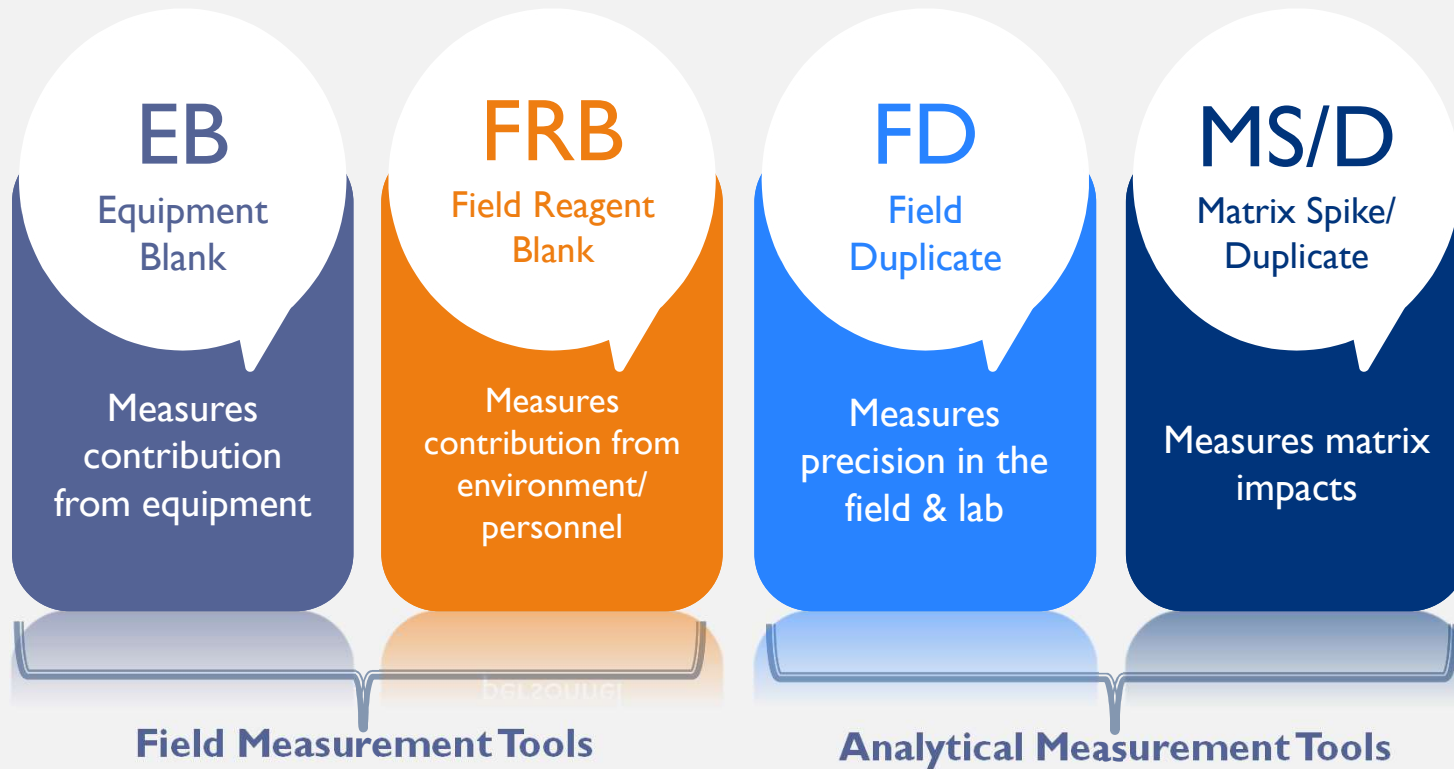 EB
Equipment
Blank
Measures
contribution
from equipment
FRB
Field Reagent
Blank
Measures
contribution from
environment/
personnel
FD
Field
Duplicate
Measures
precision in the
field & lab
MS/D
Matrix Spike/
Duplicate
Measures matrix
impacts
Field Measurement Tools
Analytical Measurement Tools